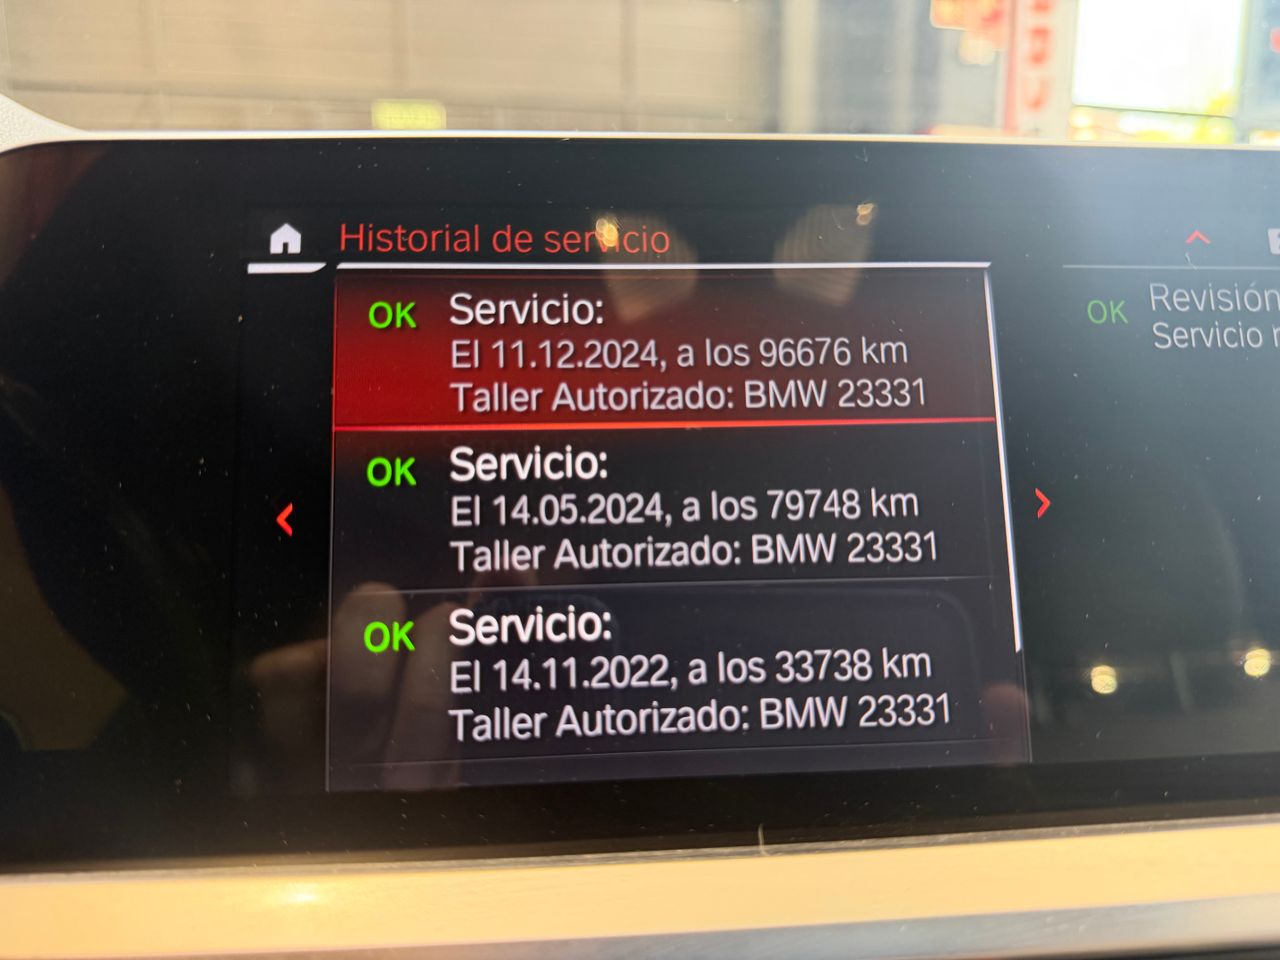 Historial de servicio
OK Servicio:
El 11.12.2024, a los 96676 km
Taller Autorizado: BMW 23331
OK Servicio:
El 14.05.2024, a los 79748 km
Taller Autorizado: BMW 23331
OK Servicio:
El 14.11.2022, a los 33738 km
Taller Autorizado: BMW 23331
OK Revisión
Servicio